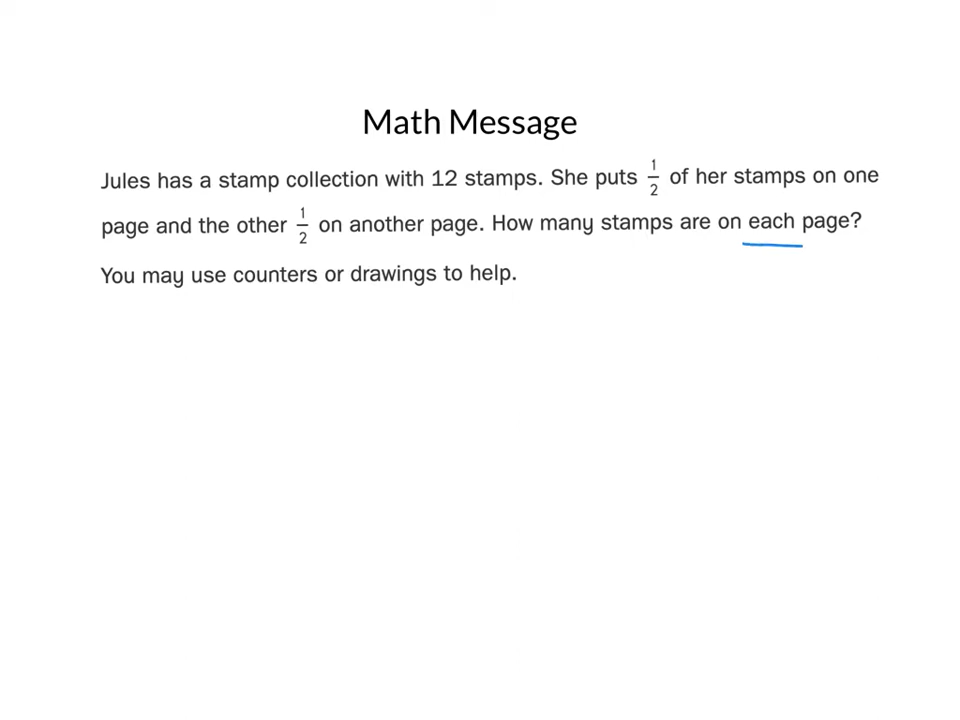 Math Message
Jules has a stamp collection with 12 stamps. She puts 1/2 of her stamps on one
page and the other 1/2 on another page. How many stamps are on each page?
You may use counters or drawings to help.